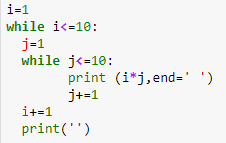 i=1
while i<=10:
  j=1
  while j<=10:
        print (i*j,end=' ')
        j+=1
  i+=1
  print('')